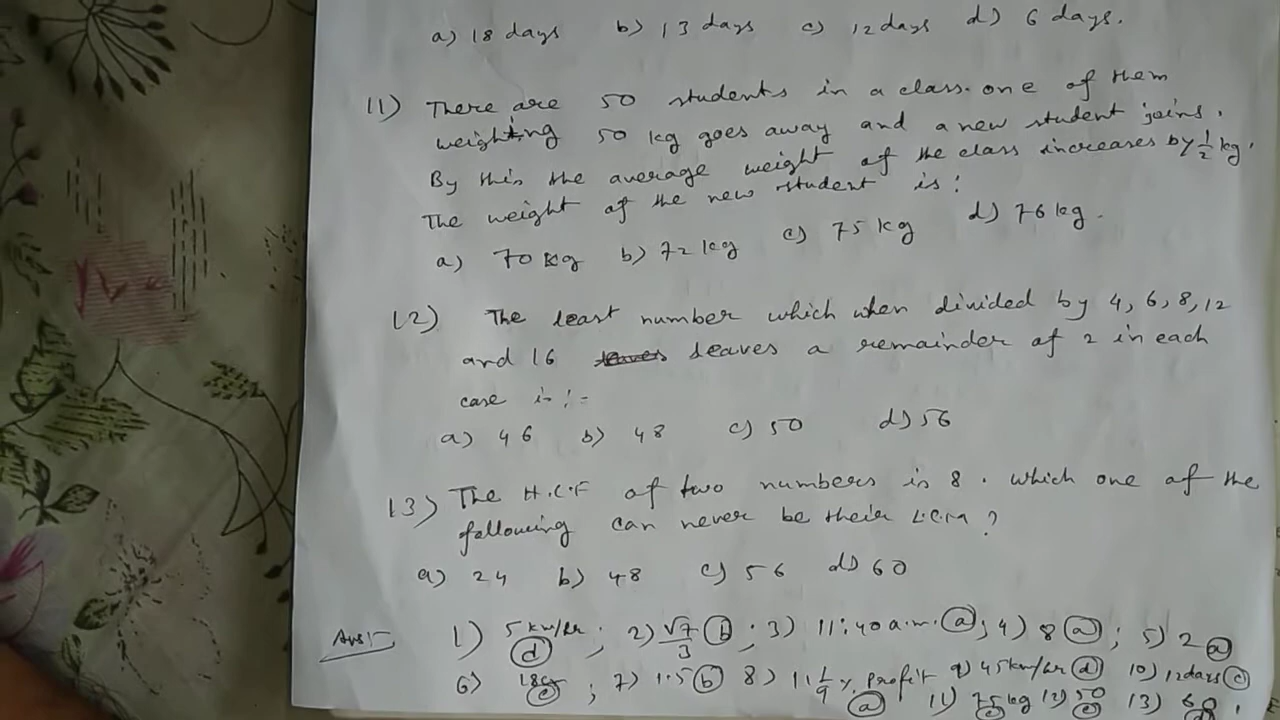 a) 18 days b) 13 days c) 12 days d) 6 days.
11) There are 50 students in a class. one of them
weighting 50 kg goes away and a new student joins.
By this the average weight of the class increases by 1/2 kg.
The weight of the new student is:
a) 70 kg b) 72 kg c) 75 kg d) 76 kg.
12) The least number which when divided by 4, 6, 8, 12
and 16 leaves a remainder of 2 in each
case is :-
a) 46 b) 48 c) 50 d) 56
13) The H.C.F of two numbers is 8. which one of the
following can never be their L.C.M ?
a) 24 b) 48 c) 56 d) 60
Ans:- 1) 5 km/hr (d) ; 2) √7/3 (b) ; 3) 11:40 a.m. (a) ; 4) 8 (a) ; 5) 2 (a)
6) ; 7) 1.5 (b) 8) 11 1/9 % profit (a) 9) 45 km/hr (d) 10) 12 days (c)
11) 75 kg (c) 12) 50 (c) 13) 60 (d) .